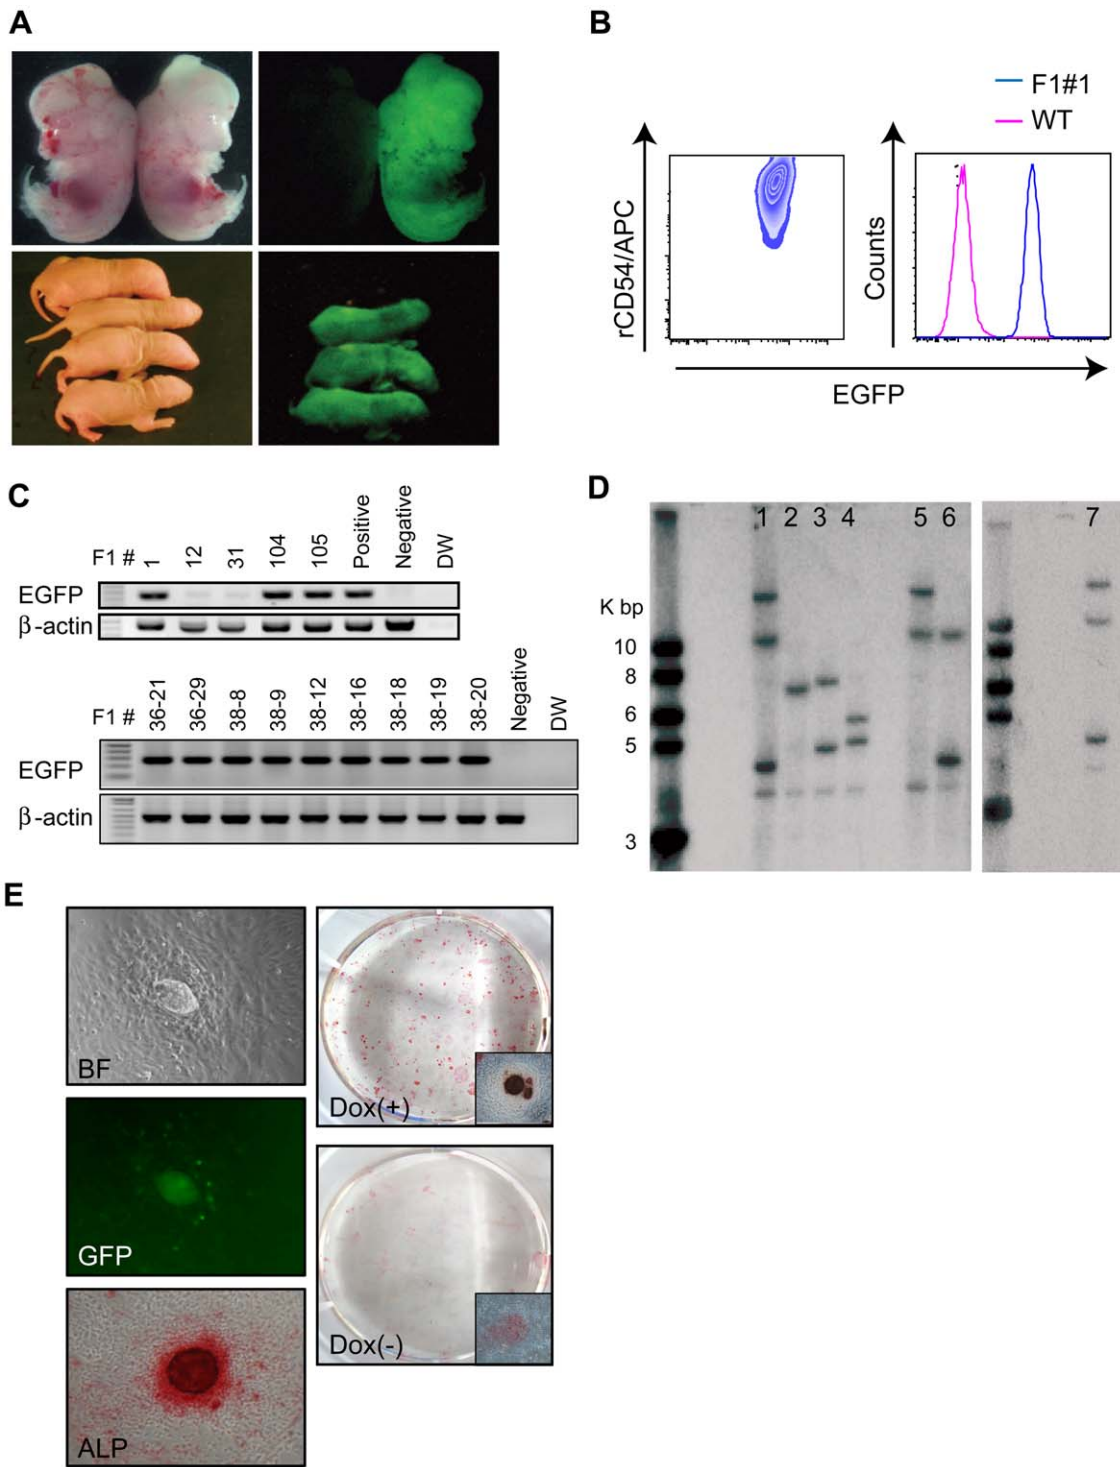 A
B
F1#1
WT
rCD54/APC
Counts
EGFP
C
F1 # 1 12 31 104 105 Positive Negative DW
EGFP
β-actin
F1 # 36-21 36-29 38-8 38-9 38-12 38-16 38-18 38-19 38-20 Negative DW
EGFP
β-actin
D
1 2 3 4 5 6 7
K bp
10
8
6
5
3
E
BF
Dox(+)
GFP
Dox(-)
ALP